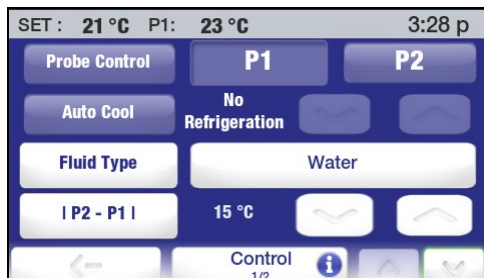 SET : 21 °C P1: 23 °C 3:28 p
Probe Control P1 P2
Auto Cool No Refrigeration
Fluid Type Water
| P2 - P1 | 15 °C
Control i
1/2